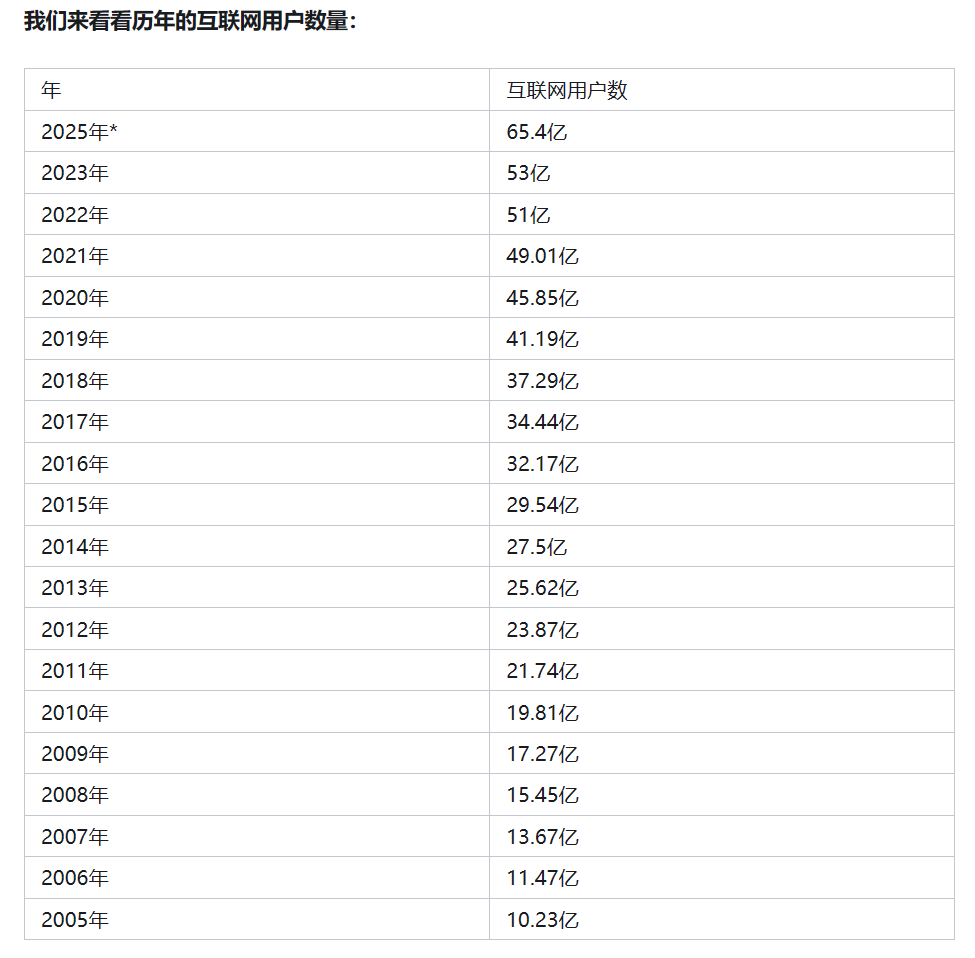 我们来看看历年的互联网用户数量：
年 互联网用户数
2025年* 65.4亿
2023年 53亿
2022年 51亿
2021年 49.01亿
2020年 45.85亿
2019年 41.19亿
2018年 37.29亿
2017年 34.44亿
2016年 32.17亿
2015年 29.54亿
2014年 27.5亿
2013年 25.62亿
2012年 23.87亿
2011年 21.74亿
2010年 19.81亿
2009年 17.27亿
2008年 15.45亿
2007年 13.67亿
2006年 11.47亿
2005年 10.23亿